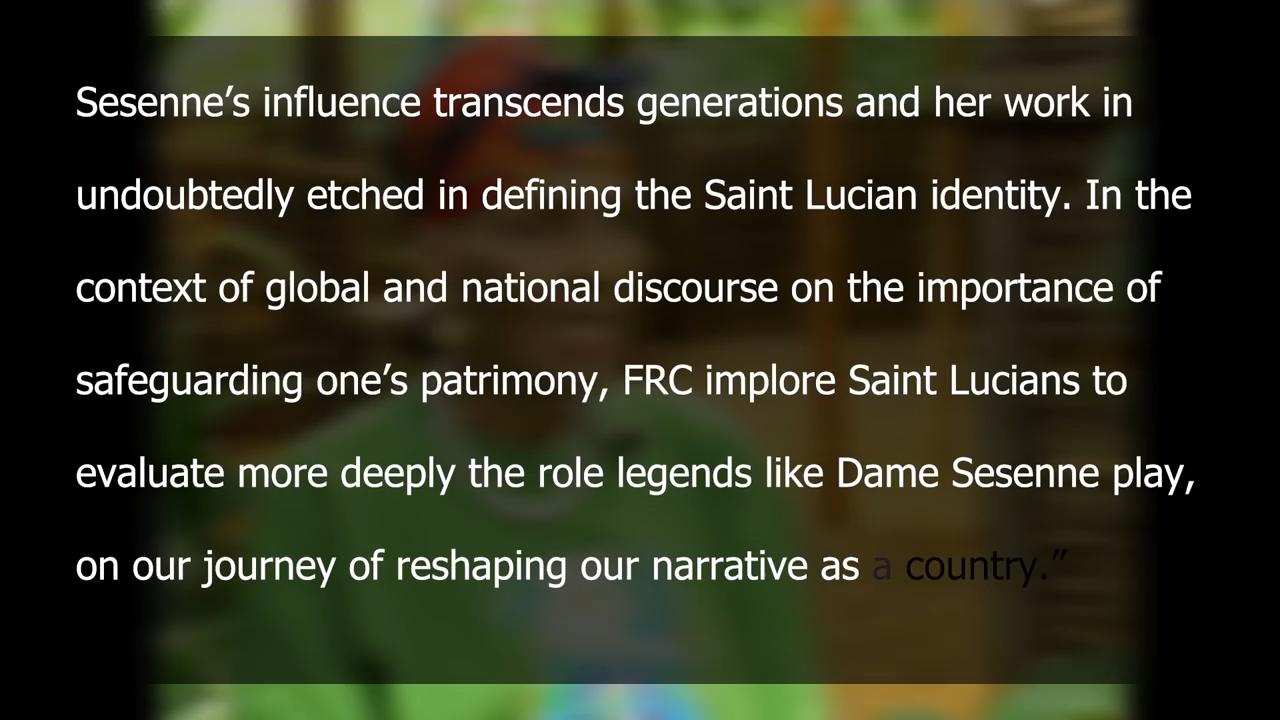 Sesenne’s influence transcends generations and her work in
undoubtedly etched in defining the Saint Lucian identity. In the
context of global and national discourse on the importance of
safeguarding one’s patrimony, FRC implore Saint Lucians to
evaluate more deeply the role legends like Dame Sesenne play,
on our journey of reshaping our narrative as a country.”